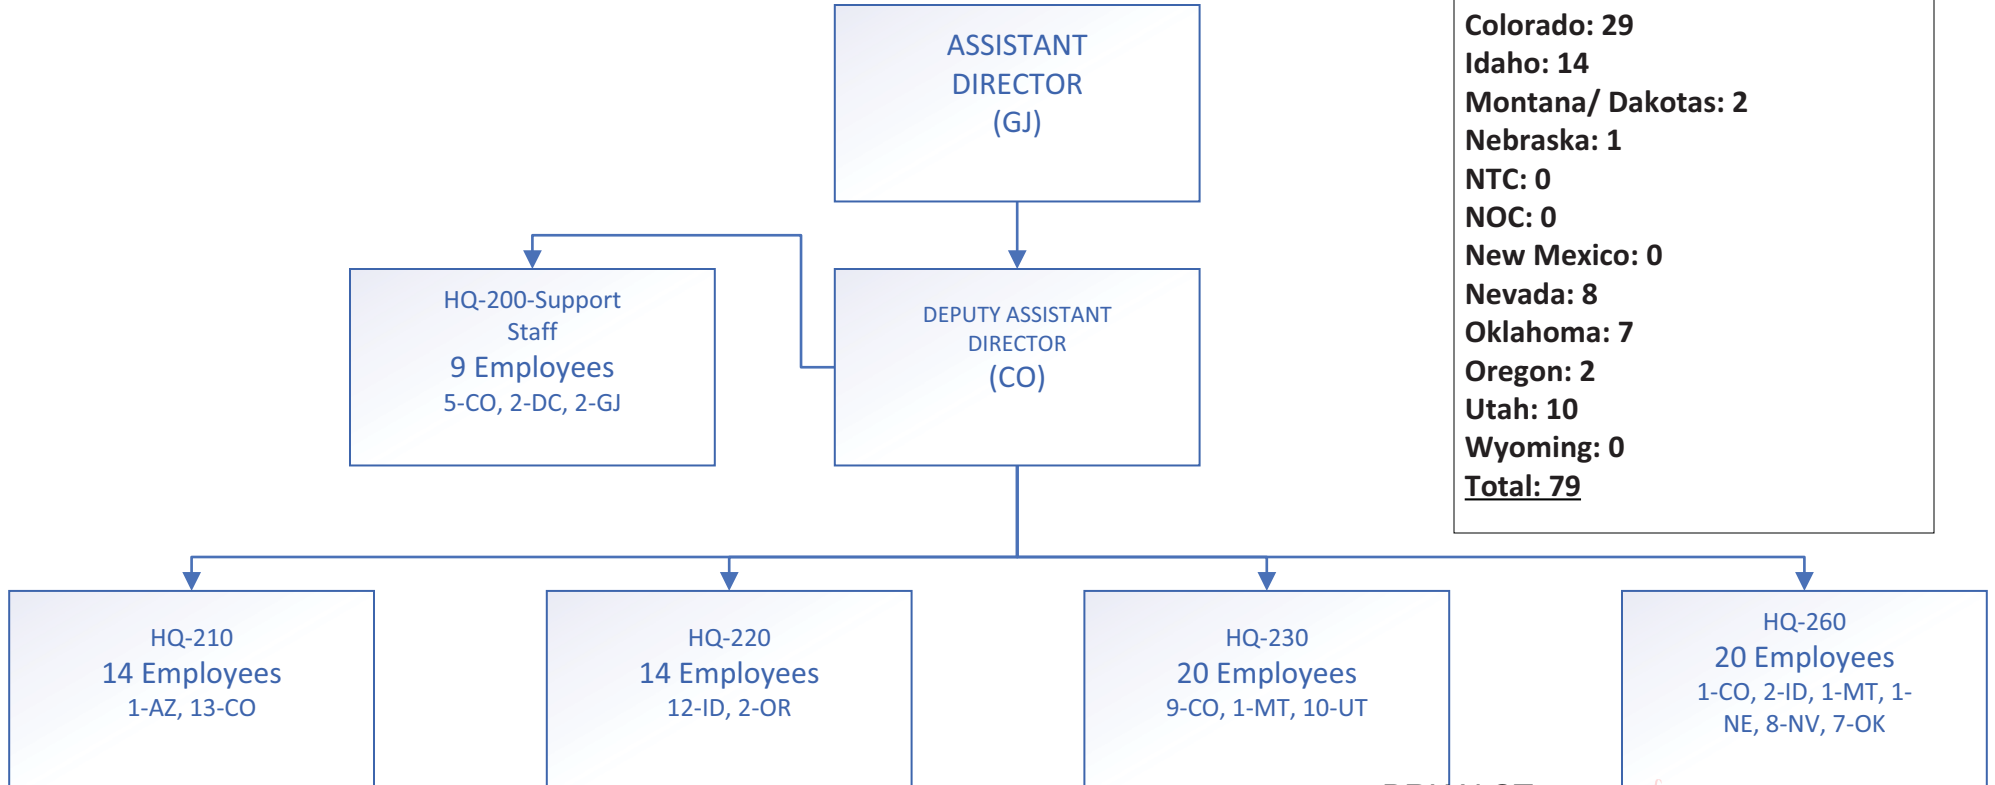 ASSISTANT
DIRECTOR
(GJ)
Colorado: 29
Idaho: 14
Montana/ Dakotas: 2
Nebraska: 1
NTC: 0
NOC: 0
New Mexico: 0
Nevada: 8
Oklahoma: 7
Oregon: 2
Utah: 10
Wyoming: 0
Total: 79
HQ-200-Support
Staff
9 Employees
5-CO, 2-DC, 2-GJ
DEPUTY ASSISTANT
DIRECTOR
(CO)
HQ-210
14 Employees
1-AZ, 13-CO
HQ-220
14 Employees
12-ID, 2-OR
HQ-230
20 Employees
9-CO, 1-MT, 10-UT
HQ-260
20 Employees
1-CO, 2-ID, 1-MT, 1-
NE, 8-NV, 7-OK